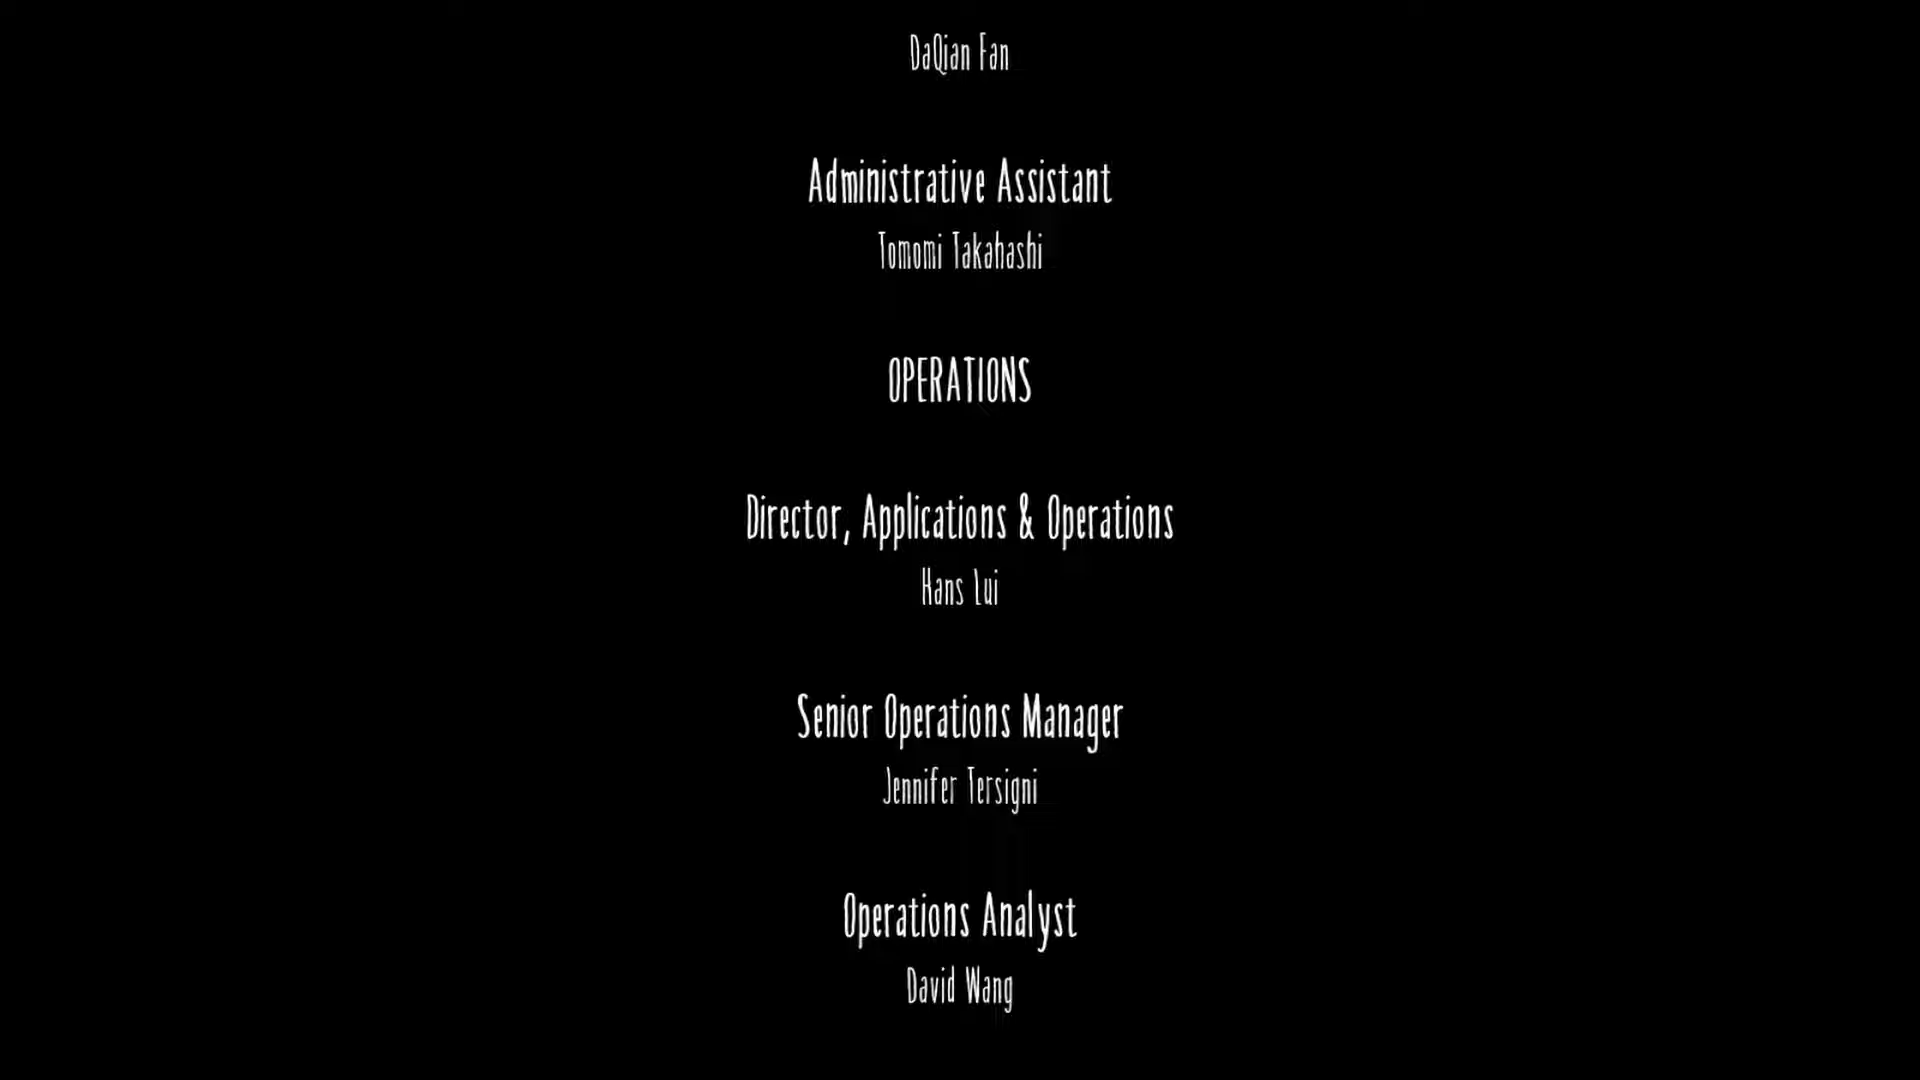 DaQian Fan
Administrative Assistant
Tomomi Takahashi
OPERATIONS
Director, Applications & Operations
Hans Lui
Senior Operations Manager
Jennifer Tersigni
Operations Analyst
David Wang